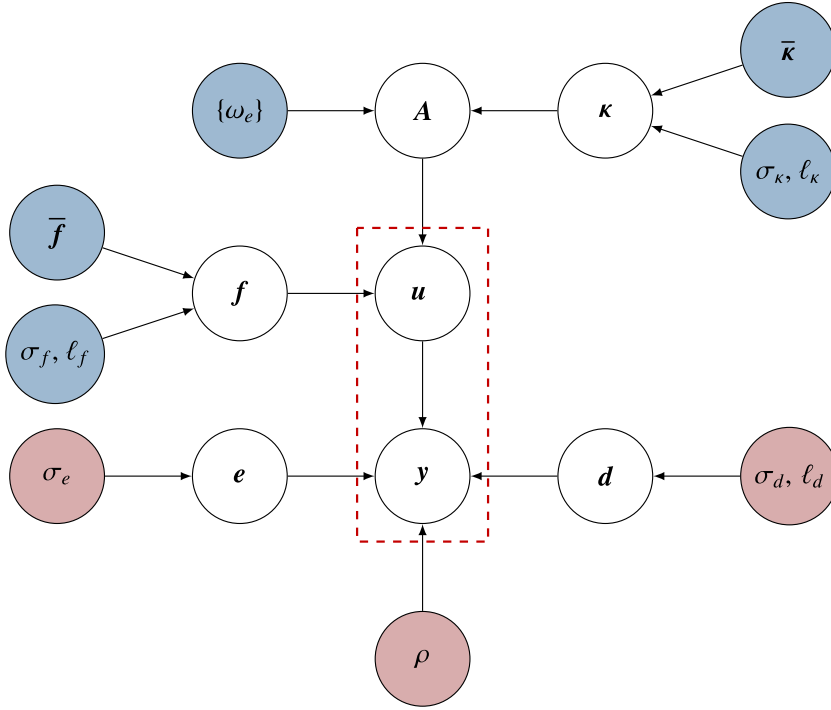 κ̅
{ω_e}
A
κ
σ_κ, ℓ_κ
f̅
f
u
σ_f, ℓ_f
σ_e
e
y
d
σ_d, ℓ_d
ρ